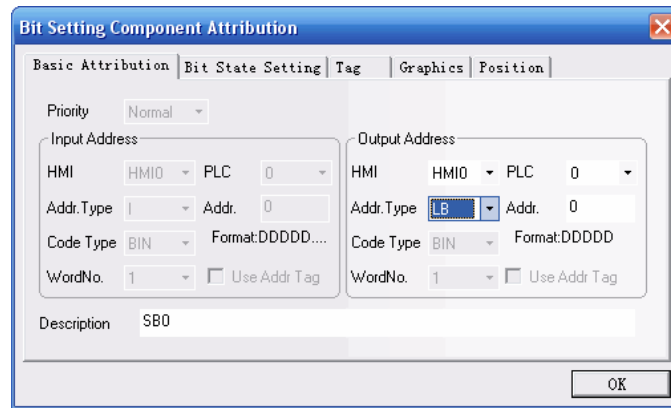 Bit Setting Component Attribution
Basic Attribution Bit State Setting Tag Graphics Position
Priority Normal
Input Address
HMI HMI0 PLC 0
Addr.Type I Addr. 0
Code Type BIN Format:DDDDD....
WordNo. 1 Use Addr Tag
Output Address
HMI HMI0 PLC 0
Addr.Type LB Addr. 0
Code Type BIN Format:DDDDD
WordNo. 1 Use Addr Tag
Description SB0
OK